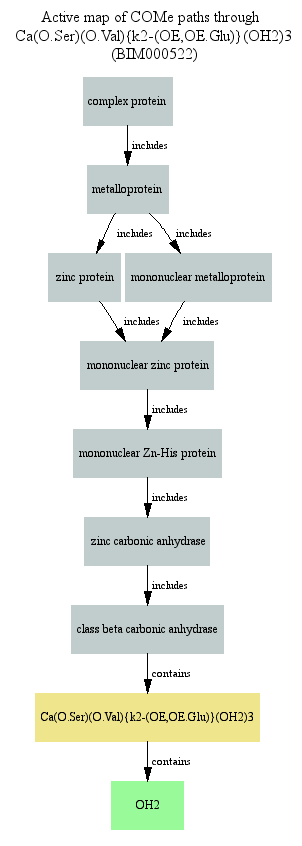 Active map of COMe paths through
Ca(O.Ser)(O.Val){k2-(OE,OE.Glu)}(OH2)3
(BIM000522)
complex protein
includes
metalloprotein
includes includes
zinc protein mononuclear metalloprotein
includes includes
mononuclear zinc protein
includes
mononuclear Zn-His protein
includes
zinc carbonic anhydrase
includes
class beta carbonic anhydrase
contains
Ca(O.Ser)(O.Val){k2-(OE,OE.Glu)}(OH2)3
contains
OH2